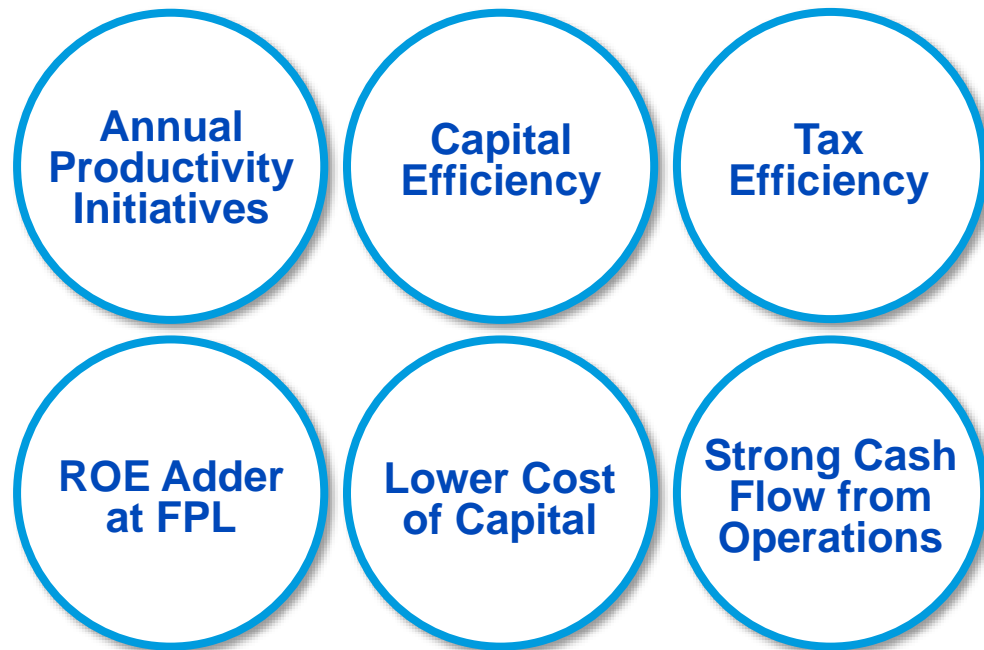 Annual
Productivity
Initiatives
Capital
Efficiency
Tax
Efficiency
ROE Adder
at FPL
Lower Cost
of Capital
Strong Cash
Flow from
Operations